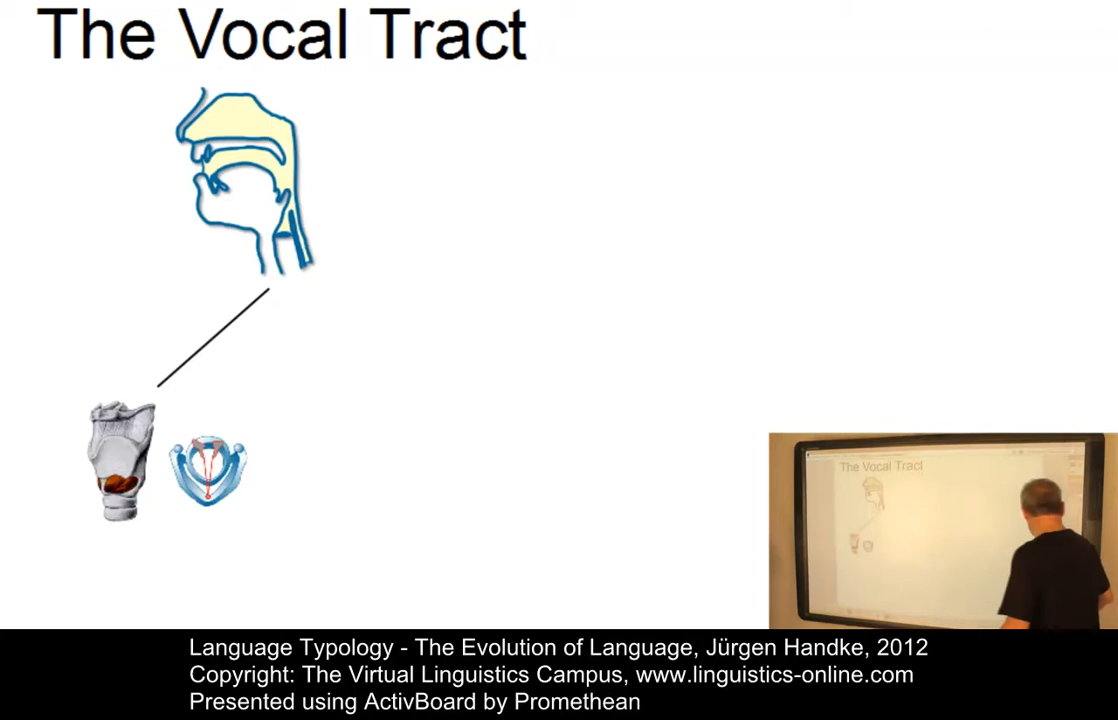 The Vocal Tract
The Vocal Tract
Language Typology - The Evolution of Language, Jürgen Handke, 2012
Copyright: The Virtual Linguistics Campus, www.linguistics-online.com
Presented using ActivBoard by Promethean